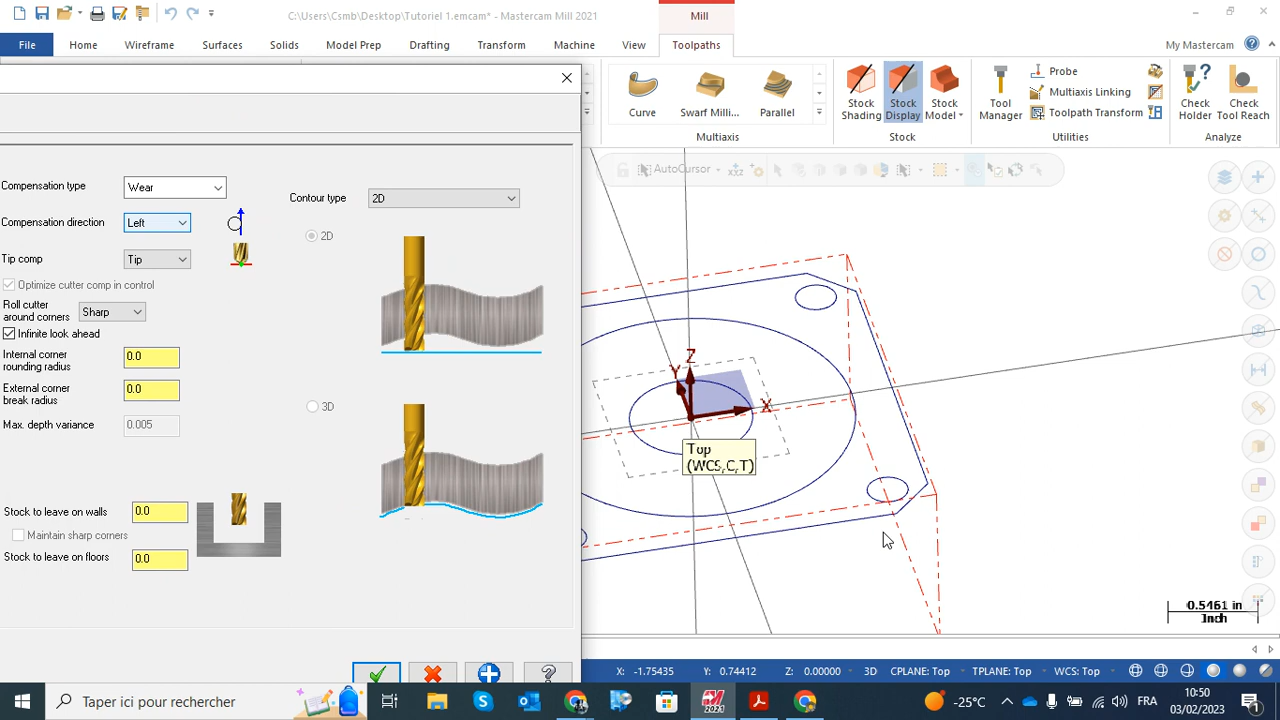 C:\Users\Csmb\Desktop\Tutoriel 1.emcam* - Mastercam Mill 2021
Mill
File
Home
Wireframe
Surfaces
Solids
Model Prep
Drafting
Transform
Machine
View
Toolpaths
My Mastercam
Curve
Swarf Milli...
Parallel
Multiaxis
Stock Shading
Stock Display
Stock Model
Stock
Tool Manager
Probe
Multiaxis Linking
Toolpath Transform
Utilities
Check Holder
Check Tool Reach
Analyze
AutoCursor
Compensation type
Wear
Compensation direction
Left
Tip comp
Tip
Optimize cutter comp in control
Roll cutter
around corners
Sharp
Infinite look ahead
Internal corner
rounding radius
0.0
External corner
break radius
0.0
Max. depth variance
0.005
Stock to leave on walls
0.0
Maintain sharp corners
Stock to leave on floors
0.0
Contour type
2D
2D
3D
Z
Y
X
Top
(WCS,C,T)
0.5461 in
Inch
X: -1.75435
Y: 0.74412
Z: 0.00000
3D
CPLANE: Top
TPLANE: Top
WCS: Top
Taper ici pour rechercher
2021
-25°C
FRA
10:50
03/02/2023
1